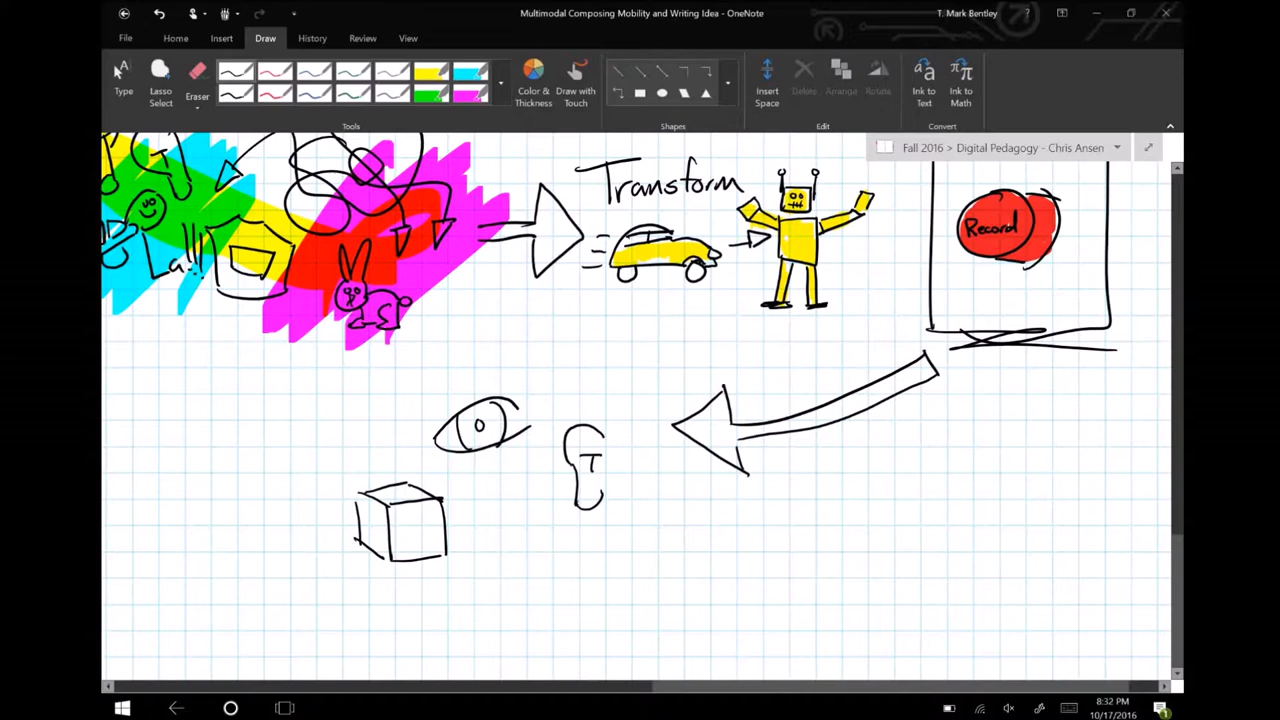 Multimodal Composing Mobility and Writing Idea - OneNote
T. Mark Bentley
?
File
Home
Insert
Draw
History
Review
View
Type
Lasso Select
Eraser
Color & Thickness
Draw with Touch
Insert Space
Delete
Arrange
Rotate
Ink to Text
Ink to Math
Tools
Shapes
Edit
Convert
Fall 2016 > Digital Pedagogy - Chris Ansen
Transform
Record
La!!!
8:32 PM
10/17/2016